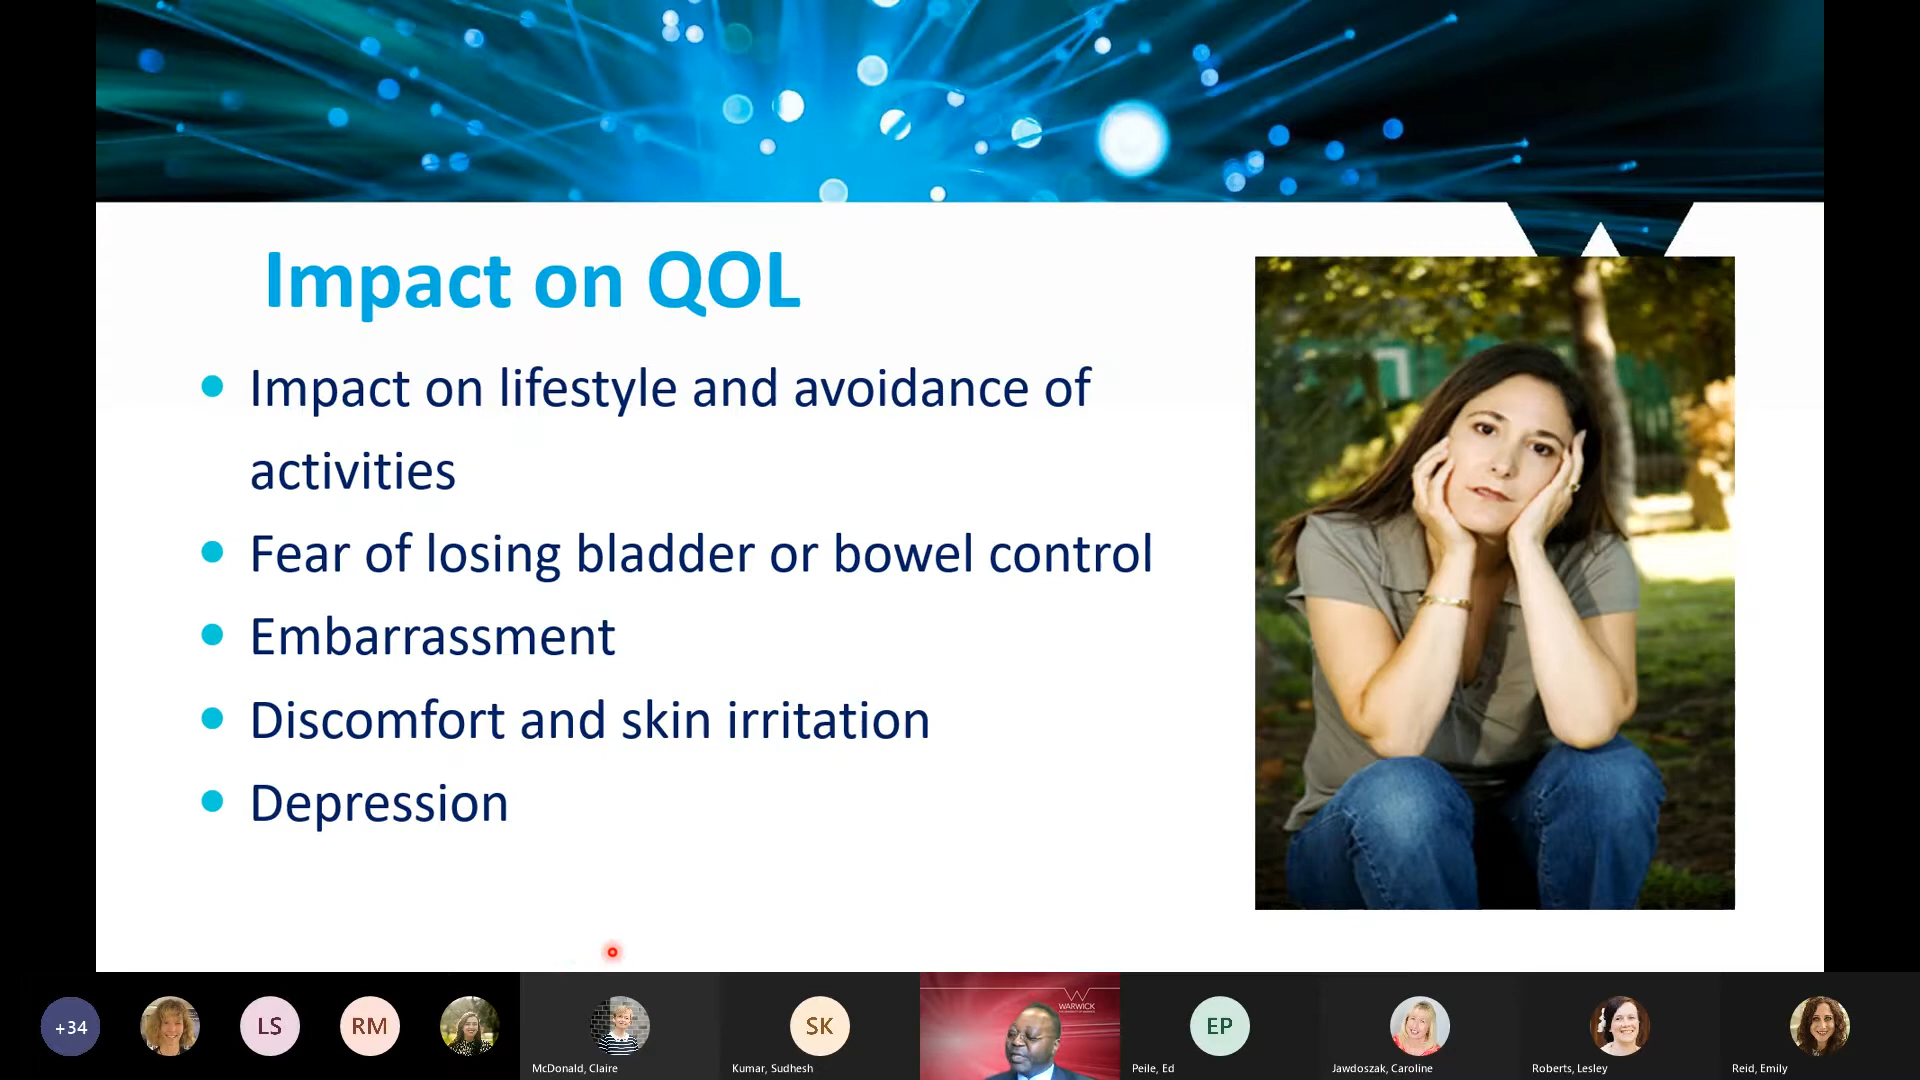 Impact on QOL
Impact on lifestyle and avoidance of
activities
Fear of losing bladder or bowel control
Embarrassment
Discomfort and skin irritation
Depression
+34
LS
RM
McDonald, Claire
SK
Kumar, Sudhesh
WARWICK
EP
Peile, Ed
Jawdoszak, Caroline
Roberts, Lesley
Reid, Emily